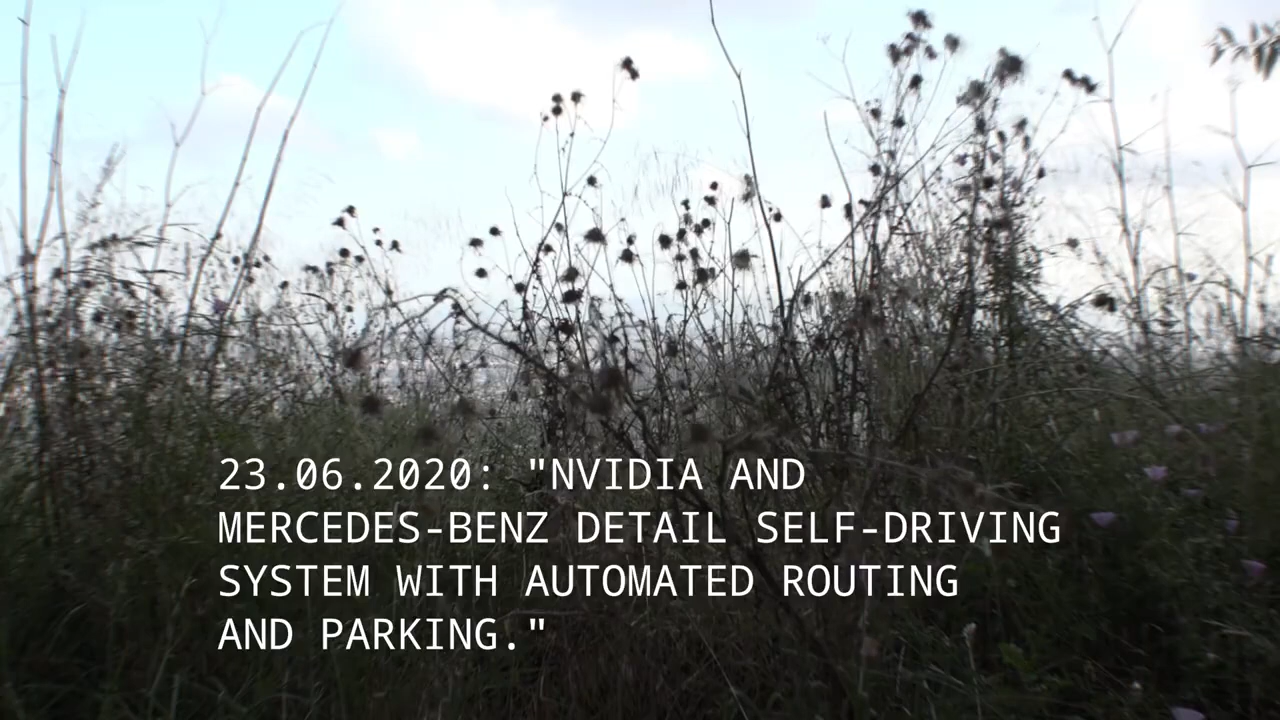 23.06.2020: "NVIDIA AND
MERCEDES-BENZ DETAIL SELF-DRIVING
SYSTEM WITH AUTOMATED ROUTING
AND PARKING."